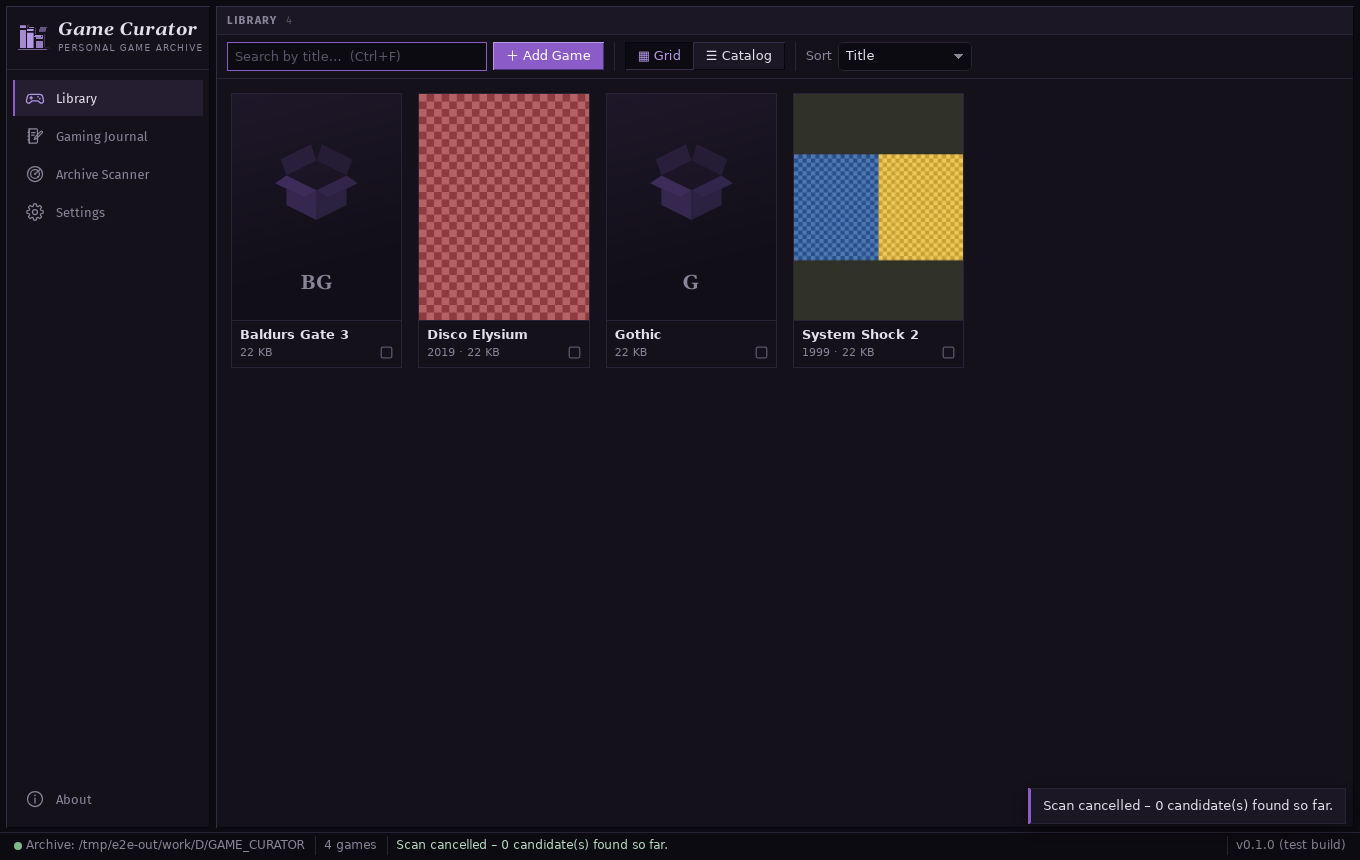 Game Curator
PERSONAL GAME ARCHIVE
Library
Gaming Journal
Archive Scanner
Settings
About
LIBRARY 4
Search by title... (Ctrl+F)
+ Add Game
Grid
Catalog
Sort
Title
BG
Baldurs Gate 3
22 KB
Disco Elysium
2019 · 22 KB
G
Gothic
22 KB
System Shock 2
1999 · 22 KB
Scan cancelled – 0 candidate(s) found so far.
Archive: /tmp/e2e-out/work/D/GAME_CURATOR
4 games
Scan cancelled – 0 candidate(s) found so far.
v0.1.0 (test build)